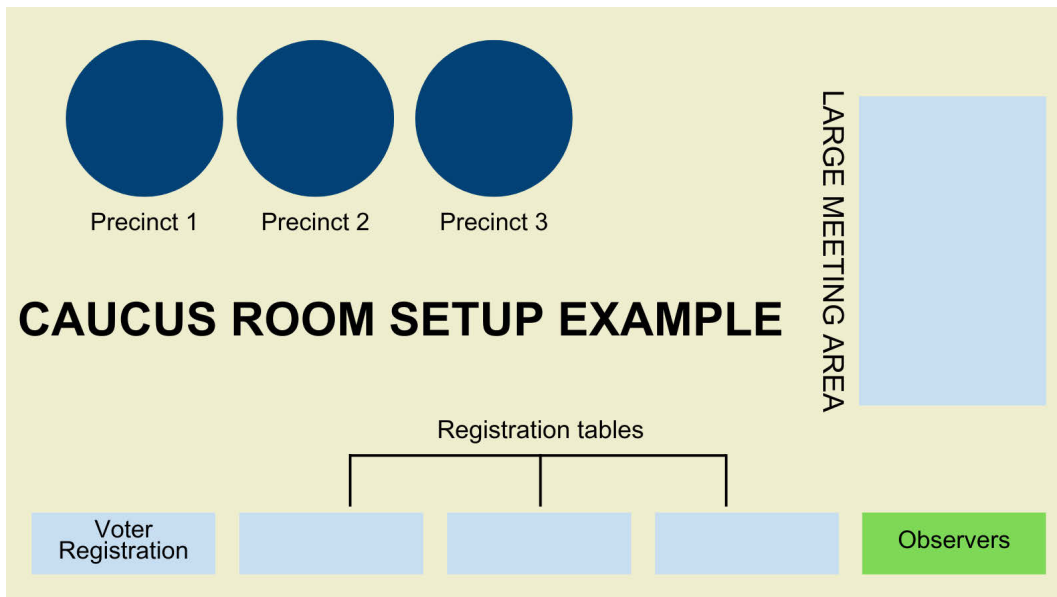 Precinct 1
Precinct 2
Precinct 3
LARGE MEETING AREA
CAUCUS ROOM SETUP EXAMPLE
Registration tables
Voter
Registration
Observers